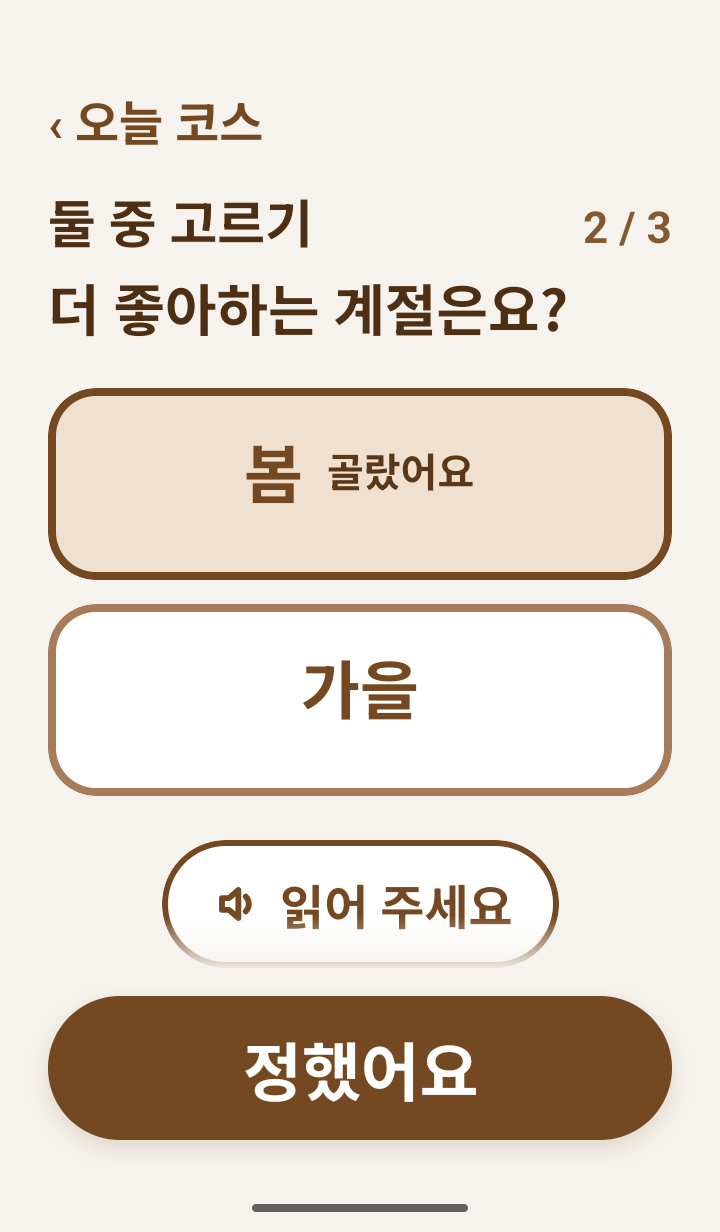 ‹ 오늘 코스
둘 중 고르기 2 / 3
더 좋아하는 계절은요?
봄 골랐어요
가을
읽어 주세요
정했어요